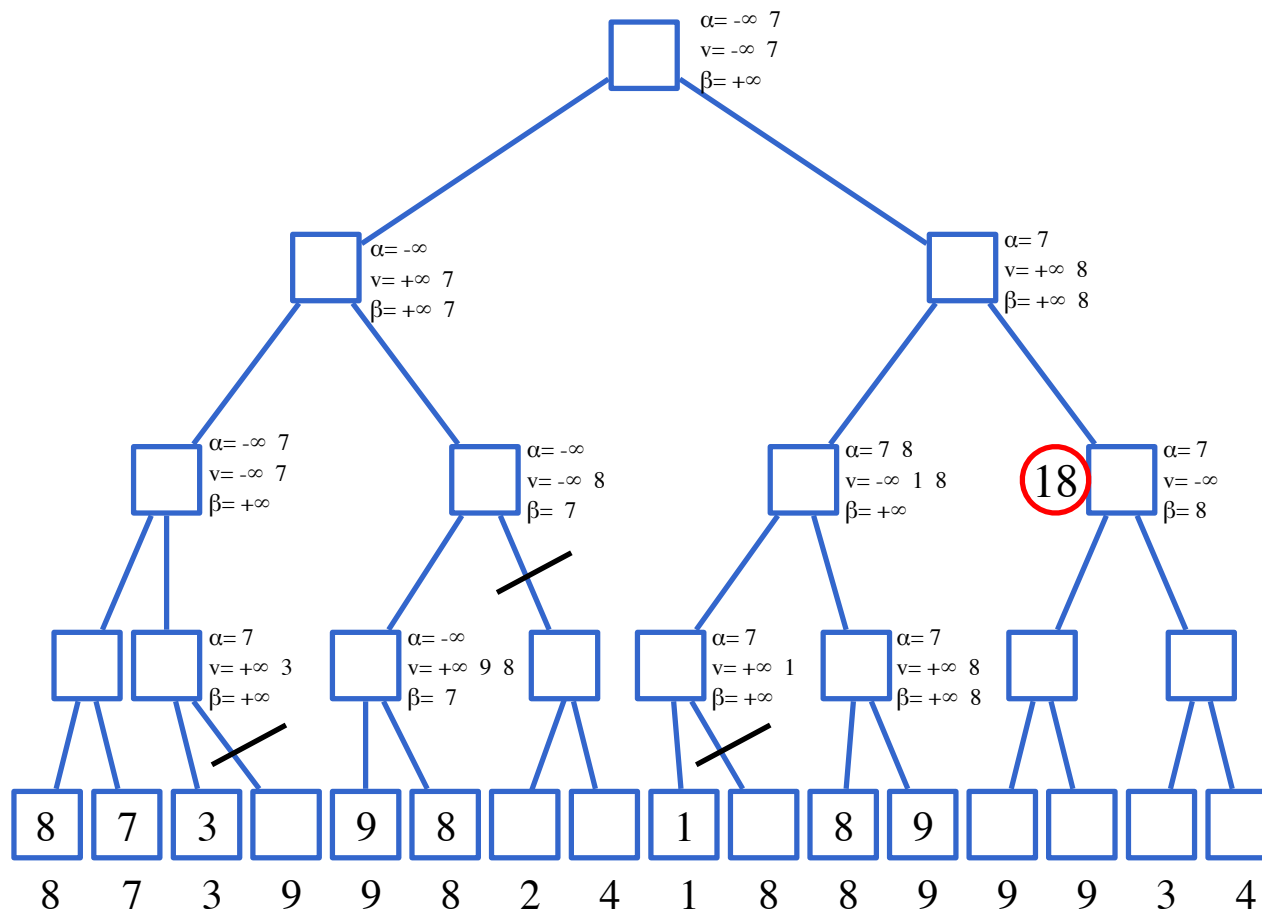 α= -∞ 7
v= -∞ 7
β= +∞
α= -∞
v= +∞ 7
β= +∞ 7
α= 7
v= +∞ 8
β= +∞ 8
α= -∞ 7
v= -∞ 7
β= +∞
α= -∞
v= -∞ 8
β= 7
α= 7 8
v= -∞ 1 8
β= +∞
18
α= 7
v= -∞
β= 8
α= 7
v= +∞ 3
β= +∞
α= -∞
v= +∞ 9 8
β= 7
α= 7
v= +∞ 1
β= +∞
α= 7
v= +∞ 8
β= +∞ 8
8 7 3 9 8 1 8 9
8 7 3 9 9 8 2 4 1 8 8 9 9 9 3 4